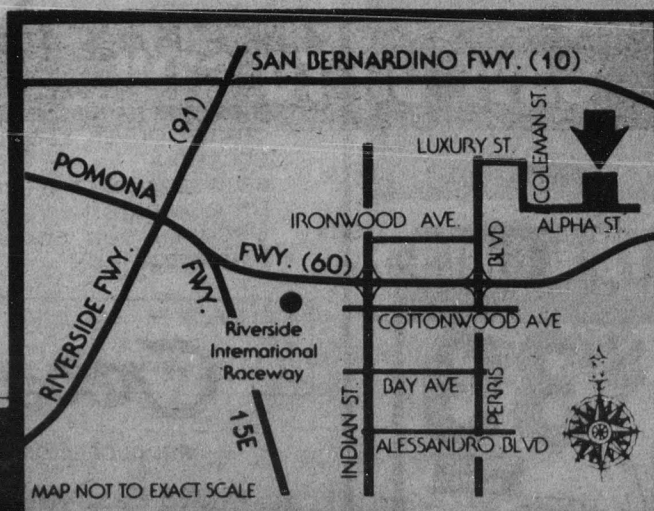 SAN BERNARDINO FWY. (10)
(91)
COLEMAN ST.
LUXURY ST.
POMONA
IRONWOOD AVE.
ALPHA ST.
BLVD
FWY. (60)
FWY.
RIVERSIDE FWY.
COTTONWOOD AVE
Riverside
International
Raceway
BAY AVE
PERRIS
15E
INDIAN ST.
ALESSANDRO BLVD
MAP NOT TO EXACT SCALE